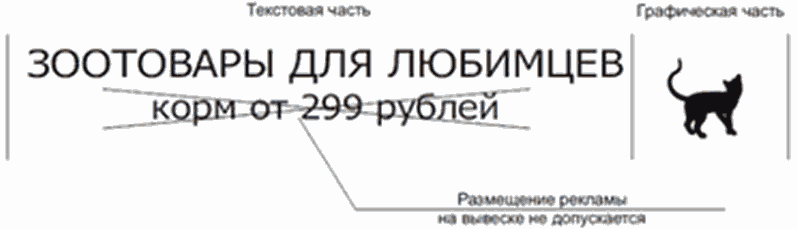 Текстовая часть
Графическая часть
ЗООТОВАРЫ ДЛЯ ЛЮБИМЦЕВ
корм от 299 рублей
Размещение рекламы
на вывеске не допускается